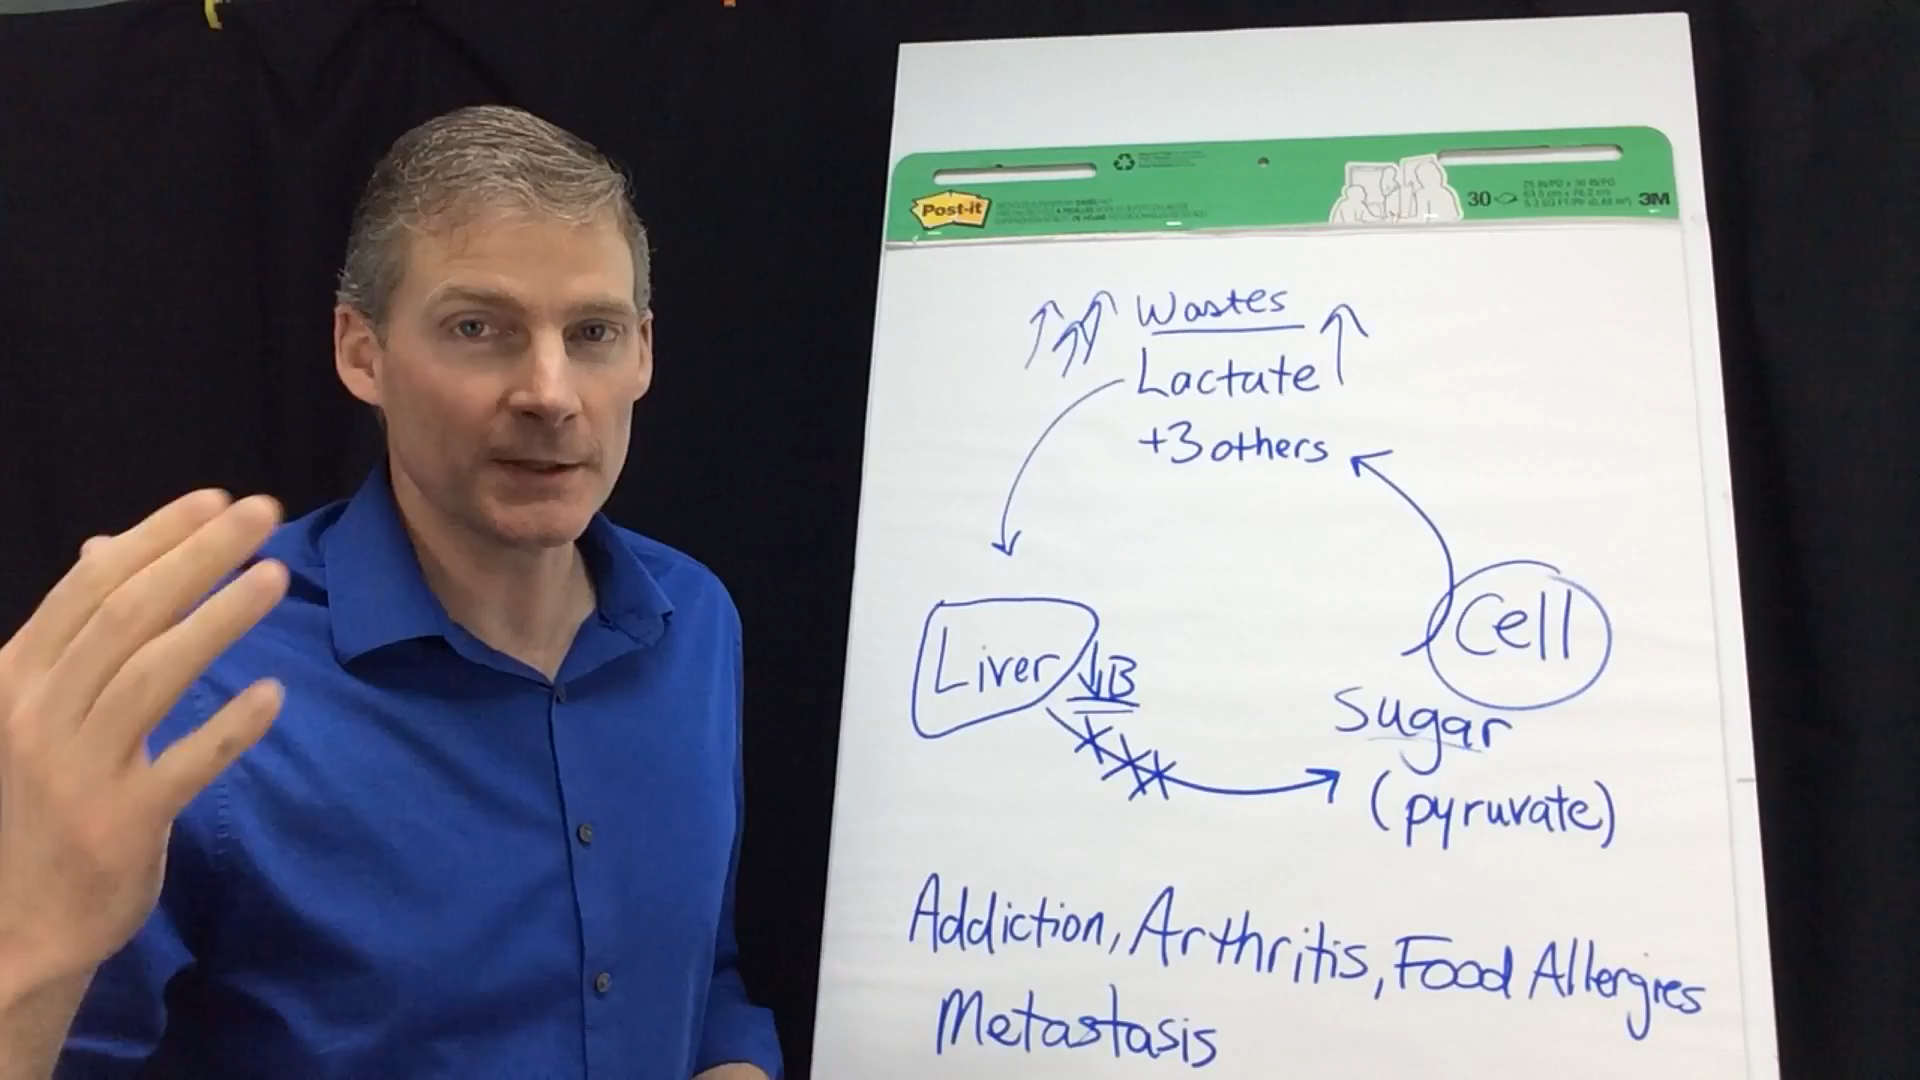 Post-it
30
3M
Wastes
Lactate
+3 others
Cell
Liver
↓B
Sugar
(pyruvate)
Addiction, Arthritis, Food Allergies
Metastasis